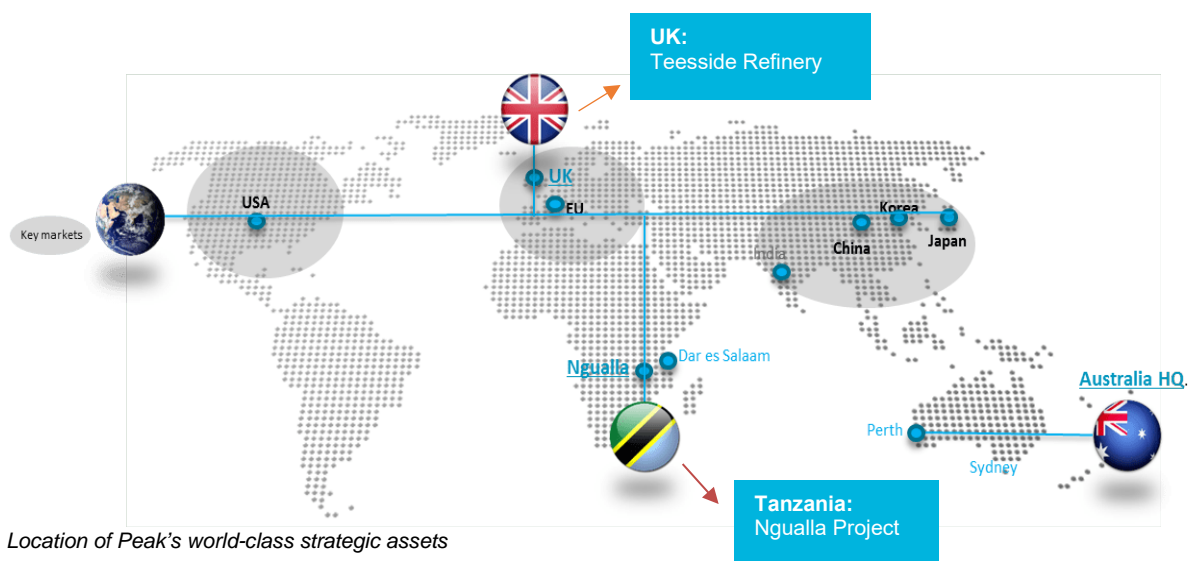 UK:
Teesside Refinery
UK
USA
EU
Key markets
Korea
China
Japan
India
Dar es Salaam
Ngualla
Australia HQ.
Perth
Sydney
Tanzania:
Ngualla Project
Location of Peak's world-class strategic assets